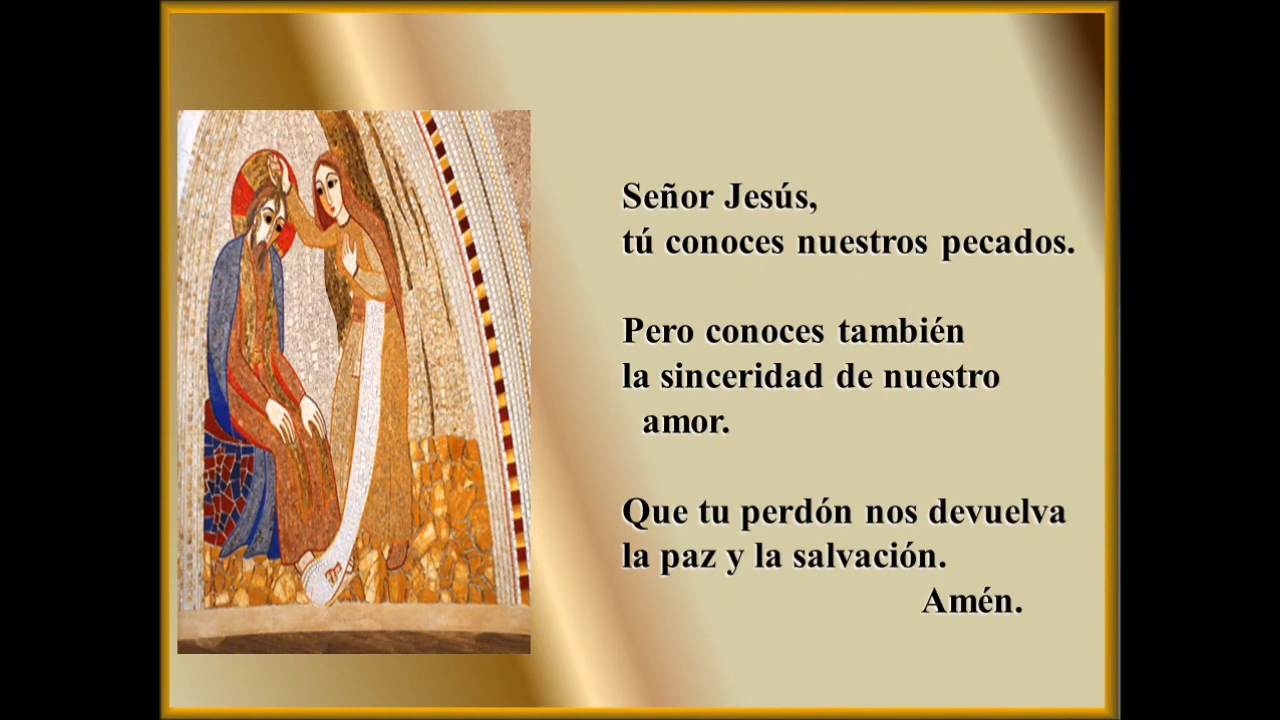 Señor Jesús,
tú conoces nuestros pecados.
Pero conoces también
la sinceridad de nuestro
amor.
Que tu perdón nos devuelva
la paz y la salvación.
Amén.